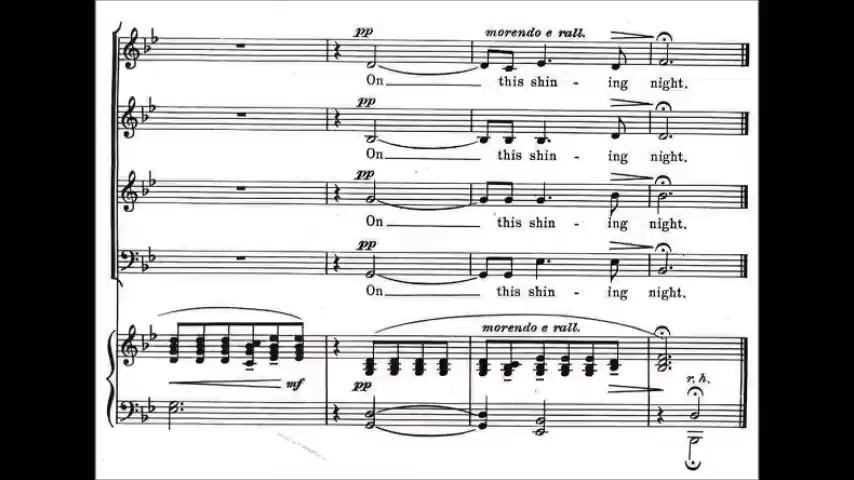 pp
morendo e rall.
On this shin - ing night.
pp
On this shin - ing night.
pp
On this shin - ing night.
pp
On this shin - ing night.
morendo e rall.
mf
pp
r. h.